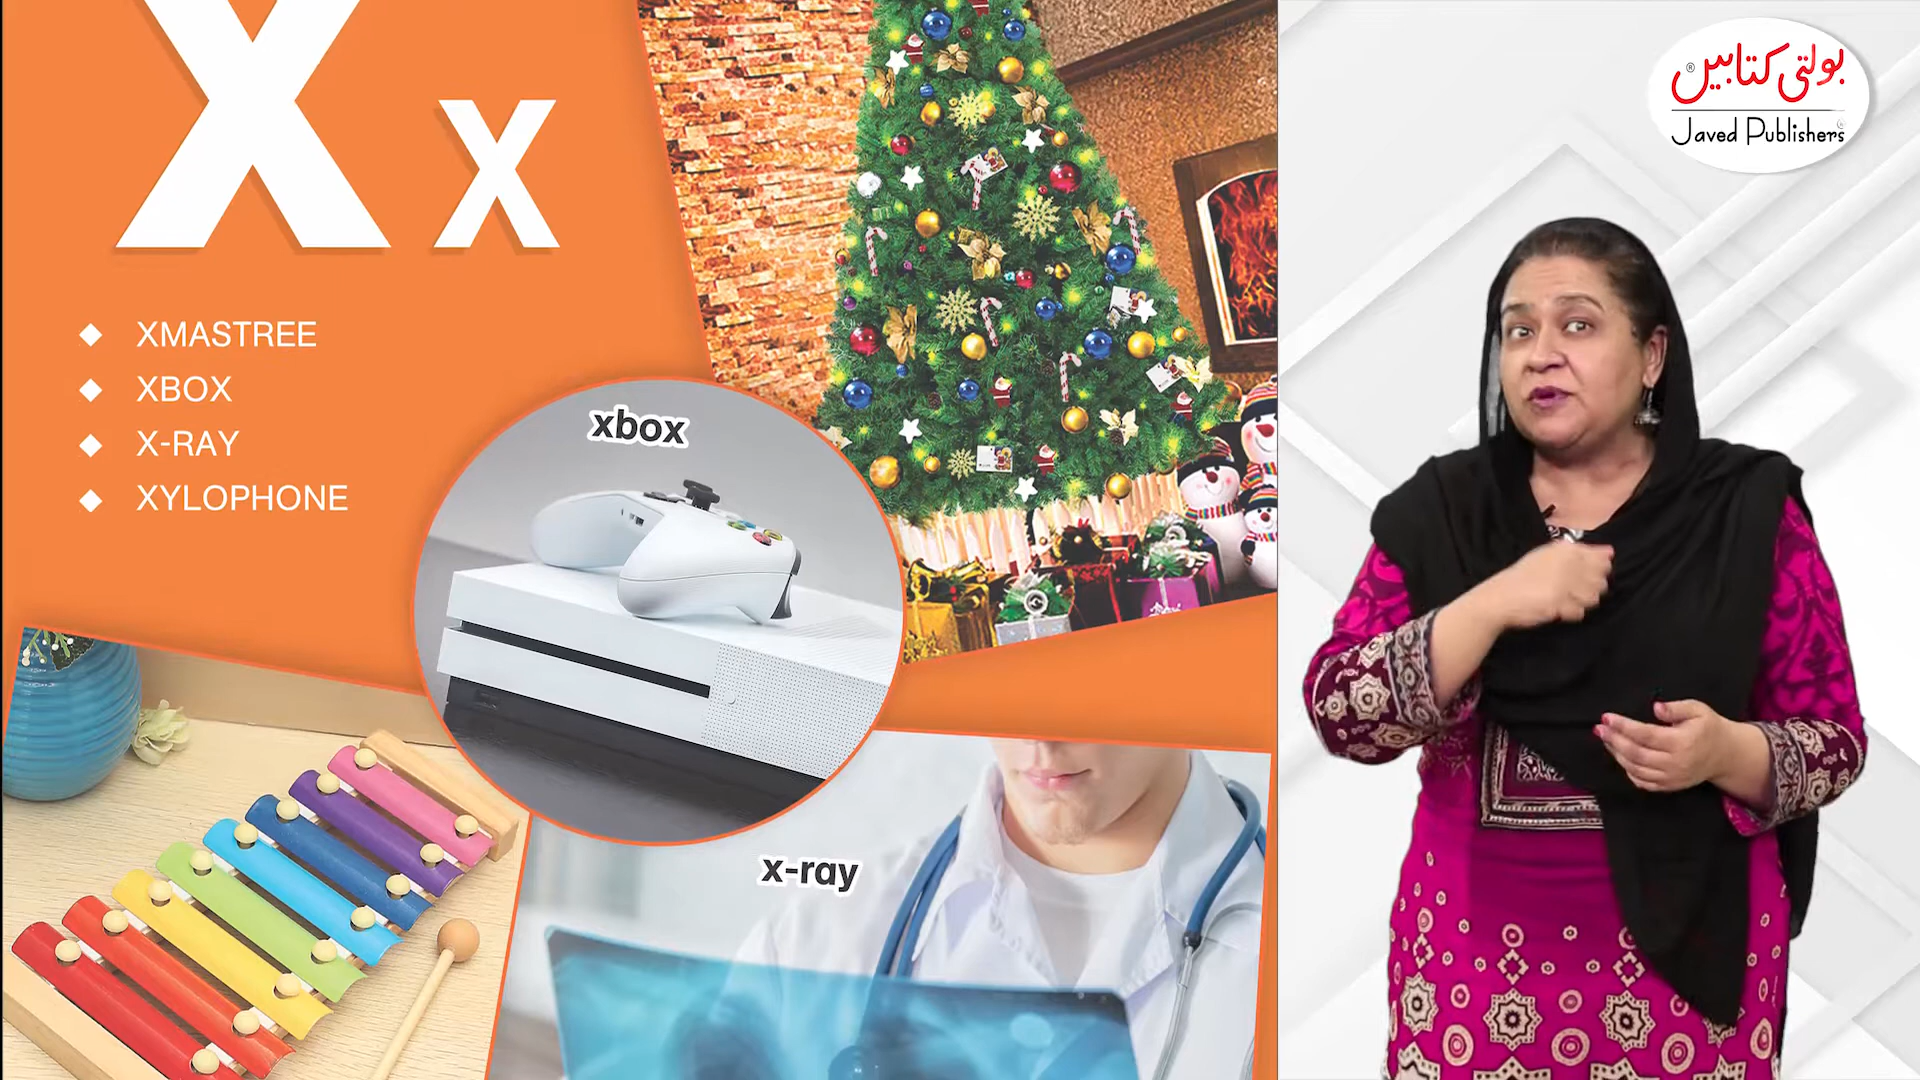 X x
XMASTREE
XBOX
X-RAY
XYLOPHONE
xbox
x-ray
بولتی کتابیں ®
Javed Publishers